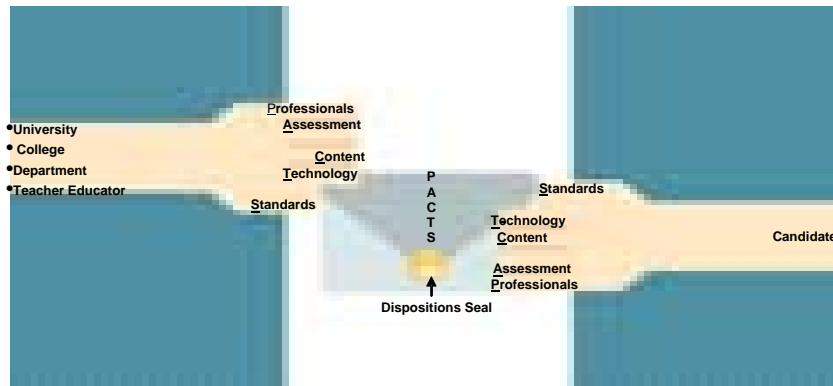 Professionals
Assessment
•University
• College
Content
•Department
Technology
•Teacher Educator
Standards
P
A
C
T
S
Standards
Technology
Content
Candidate
Assessment
Professionals
Dispositions Seal